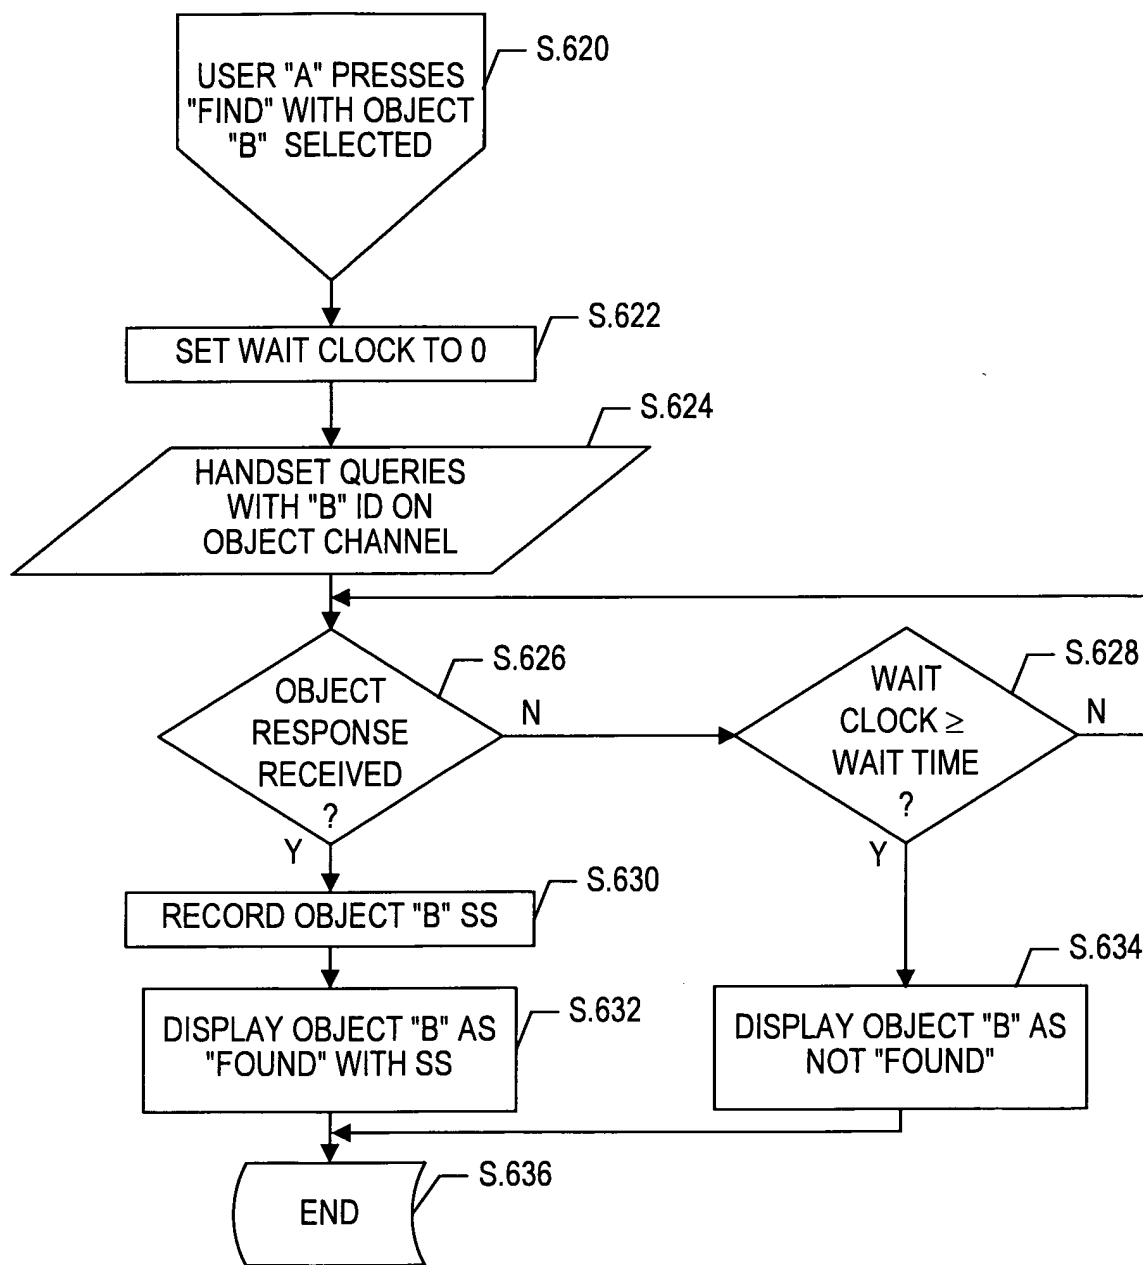 USER "A" PRESSES
"FIND" WITH OBJECT
"B" SELECTED
S.620
SET WAIT CLOCK TO 0
S.622
HANDSET QUERIES
WITH "B" ID ON
OBJECT CHANNEL
S.624
OBJECT
RESPONSE
RECEIVED
?
S.626
N
Y
WAIT
CLOCK ≥
WAIT TIME
?
S.628
N
Y
RECORD OBJECT "B" SS
S.630
DISPLAY OBJECT "B" AS
"FOUND" WITH SS
S.632
DISPLAY OBJECT "B" AS
NOT "FOUND"
S.634
END
S.636